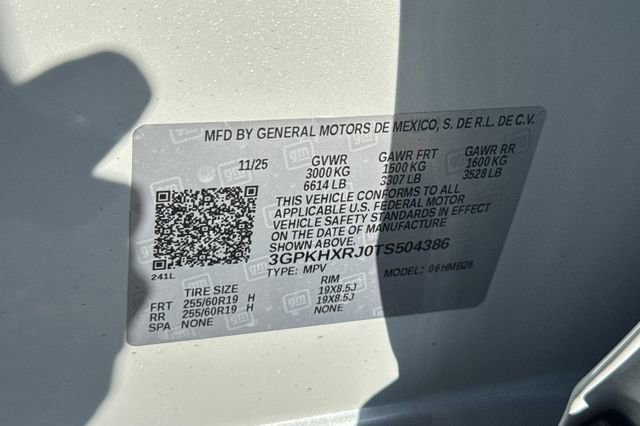 MFD BY GENERAL MOTORS DE MEXICO, S. DE R.L. DE C.V.
11/25 GVWR GAWR FRT GAWR RR
3000 KG 1500 KG 1600 KG
6614 LB 3307 LB 3528 LB
THIS VEHICLE CONFORMS TO ALL
APPLICABLE U.S. FEDERAL MOTOR
VEHICLE SAFETY STANDARDS IN EFFECT
ON THE DATE OF MANUFACTURE
SHOWN ABOVE.
3GPKHXRJ0TS504386
TYPE: MPV MODEL: 06HMB26
241L
TIRE SIZE RIM
FRT 255/60R19 H 19X8.5J
RR 255/60R19 H 19X8.5J
SPA NONE NONE